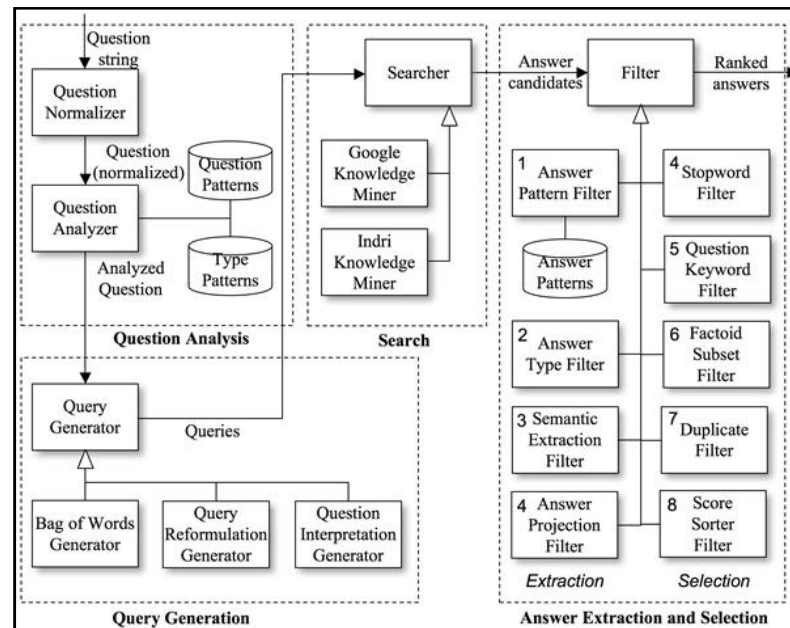 Question
string
Question
Normalizer
Question
(normalized)
Question
Patterns
Question
Analyzer
Type
Patterns
Analyzed
Question
Question Analysis
Searcher
Google
Knowledge
Miner
Indri
Knowledge
Miner
Search
Query
Generator
Queries
Bag of Words
Generator
Query
Reformulation
Generator
Question
Interpretation
Generator
Query Generation
Answer
candidates
Filter
Ranked
answers
1 Answer
Pattern Filter
Answer
Patterns
2 Answer
Type Filter
3 Semantic
Extraction
Filter
4 Answer
Projection
Filter
Extraction
4 Stopword
Filter
5 Question
Keyword
Filter
6 Factoid
Subset
Filter
7 Duplicate
Filter
8 Score
Sorter
Filter
Selection
Answer Extraction and Selection